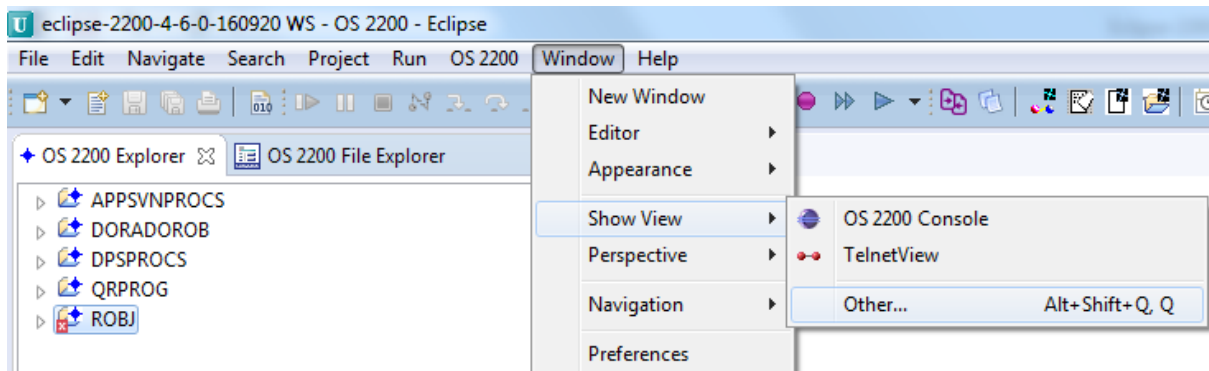 eclipse-2200-4-6-0-160920 WS - OS 2200 - Eclipse
File Edit Navigate Search Project Run OS 2200 Window Help
New Window
Editor
Appearance
Show View
Perspective
Navigation
Preferences
OS 2200 Explorer OS 2200 File Explorer
APPSVNPROCS
DORADOROB
DPSPROCS
QRPROG
ROBJ
OS 2200 Console
TelnetView
Other... Alt+Shift+Q, Q